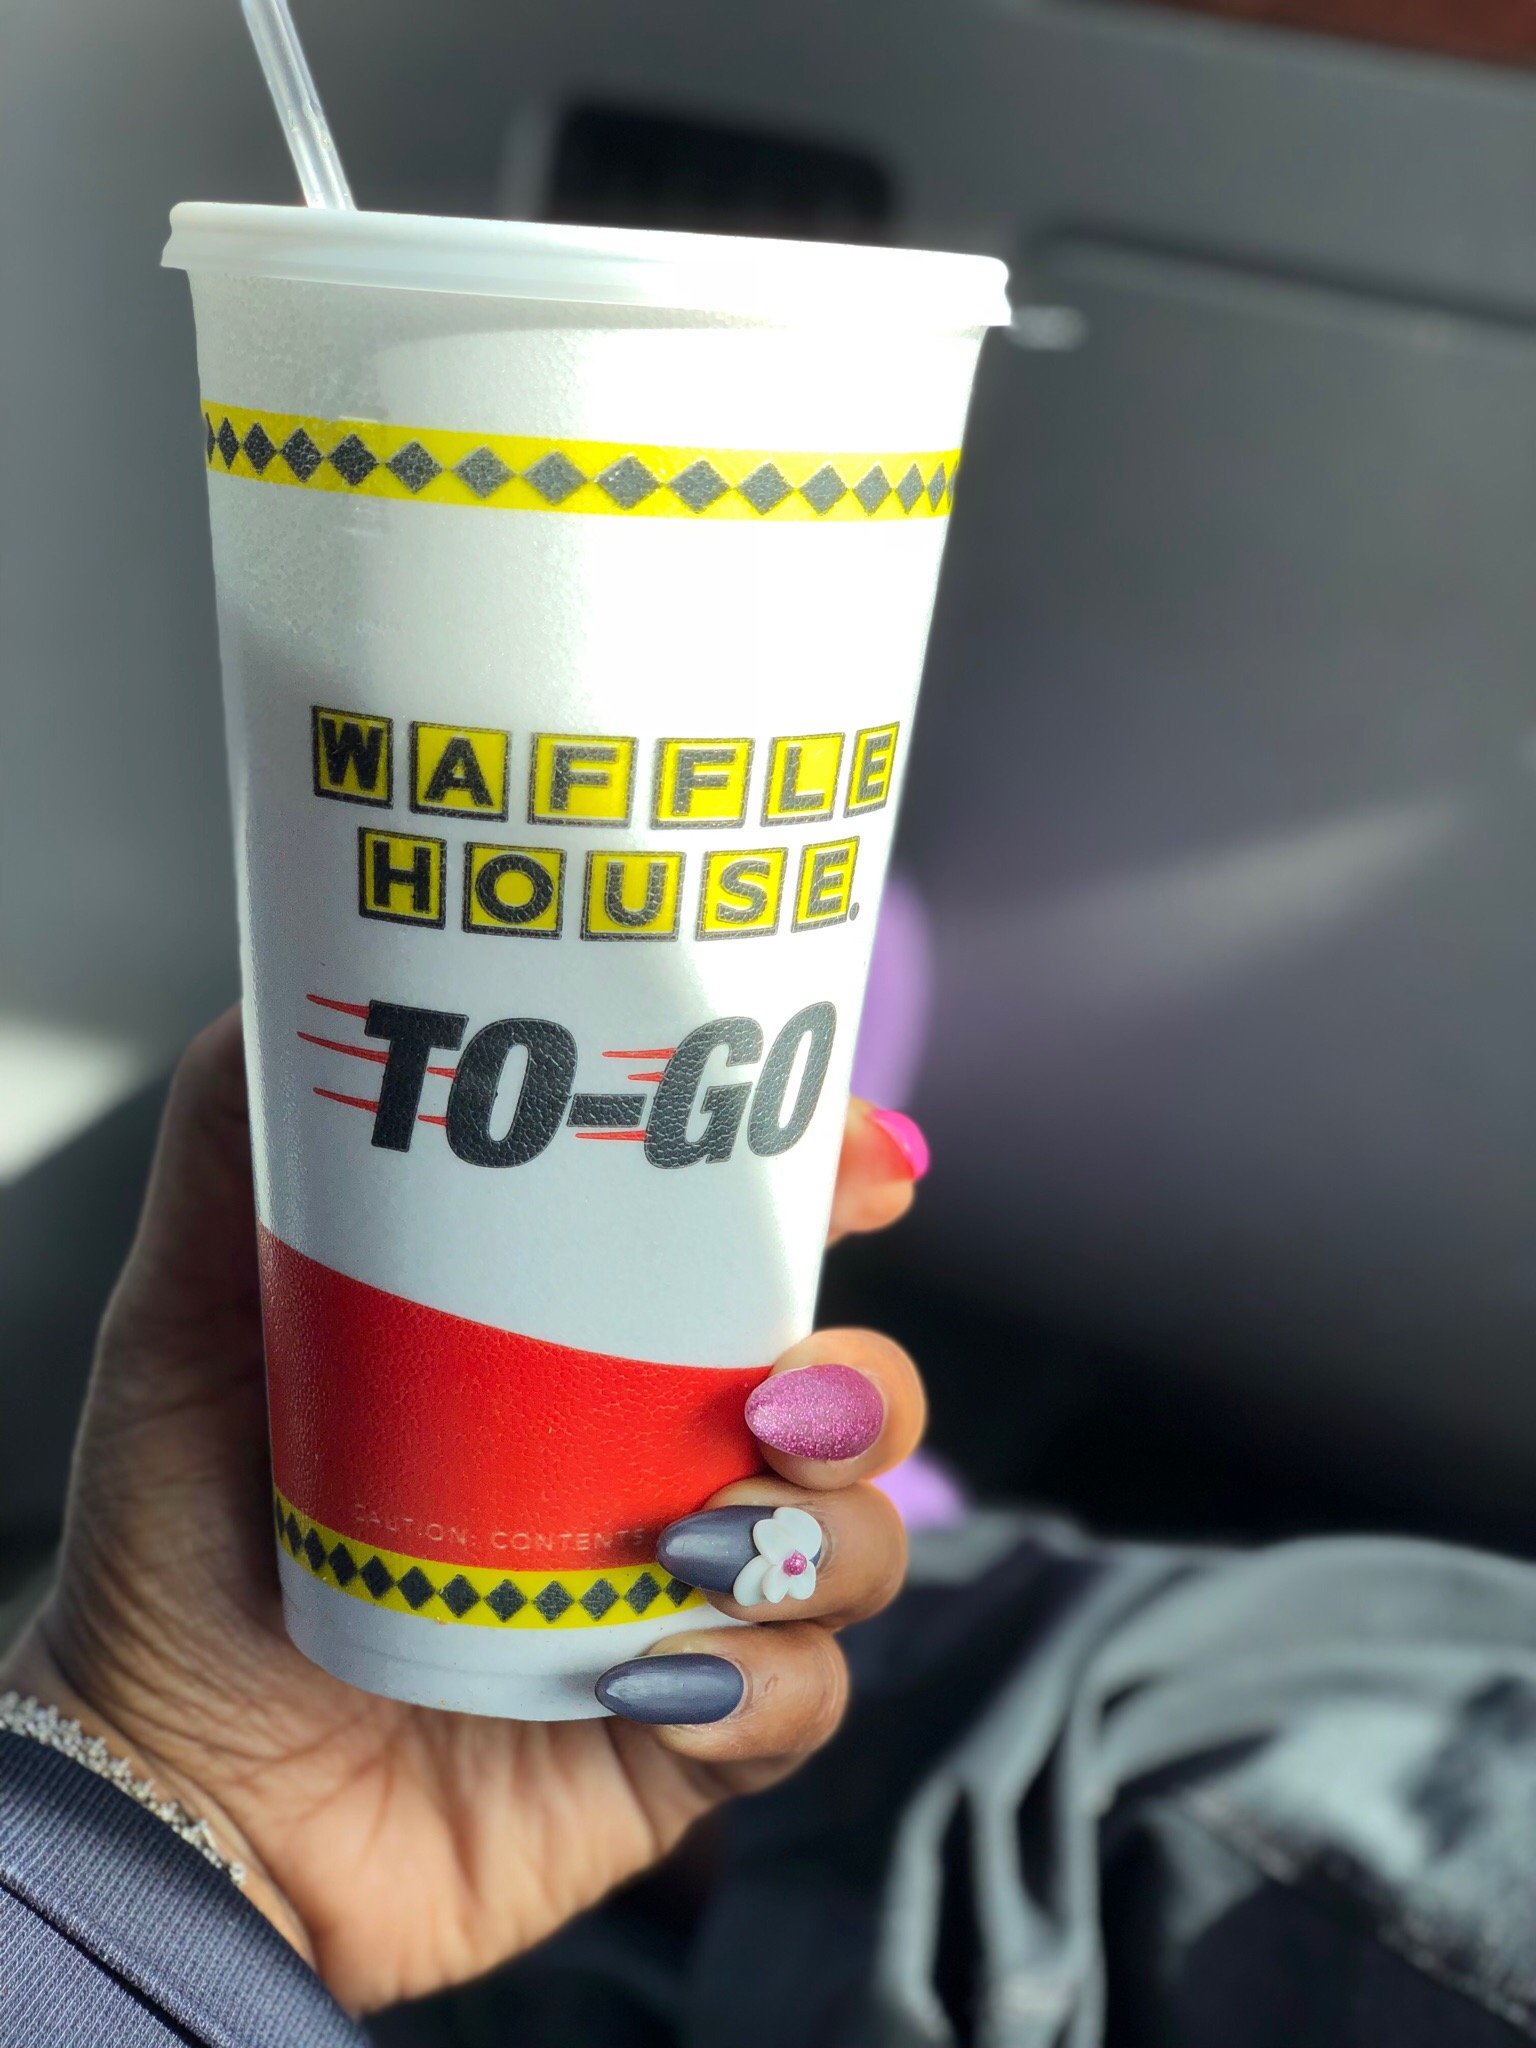 WAFFLE
HOUSE
TO-GO
CAUTION: CONTENTS